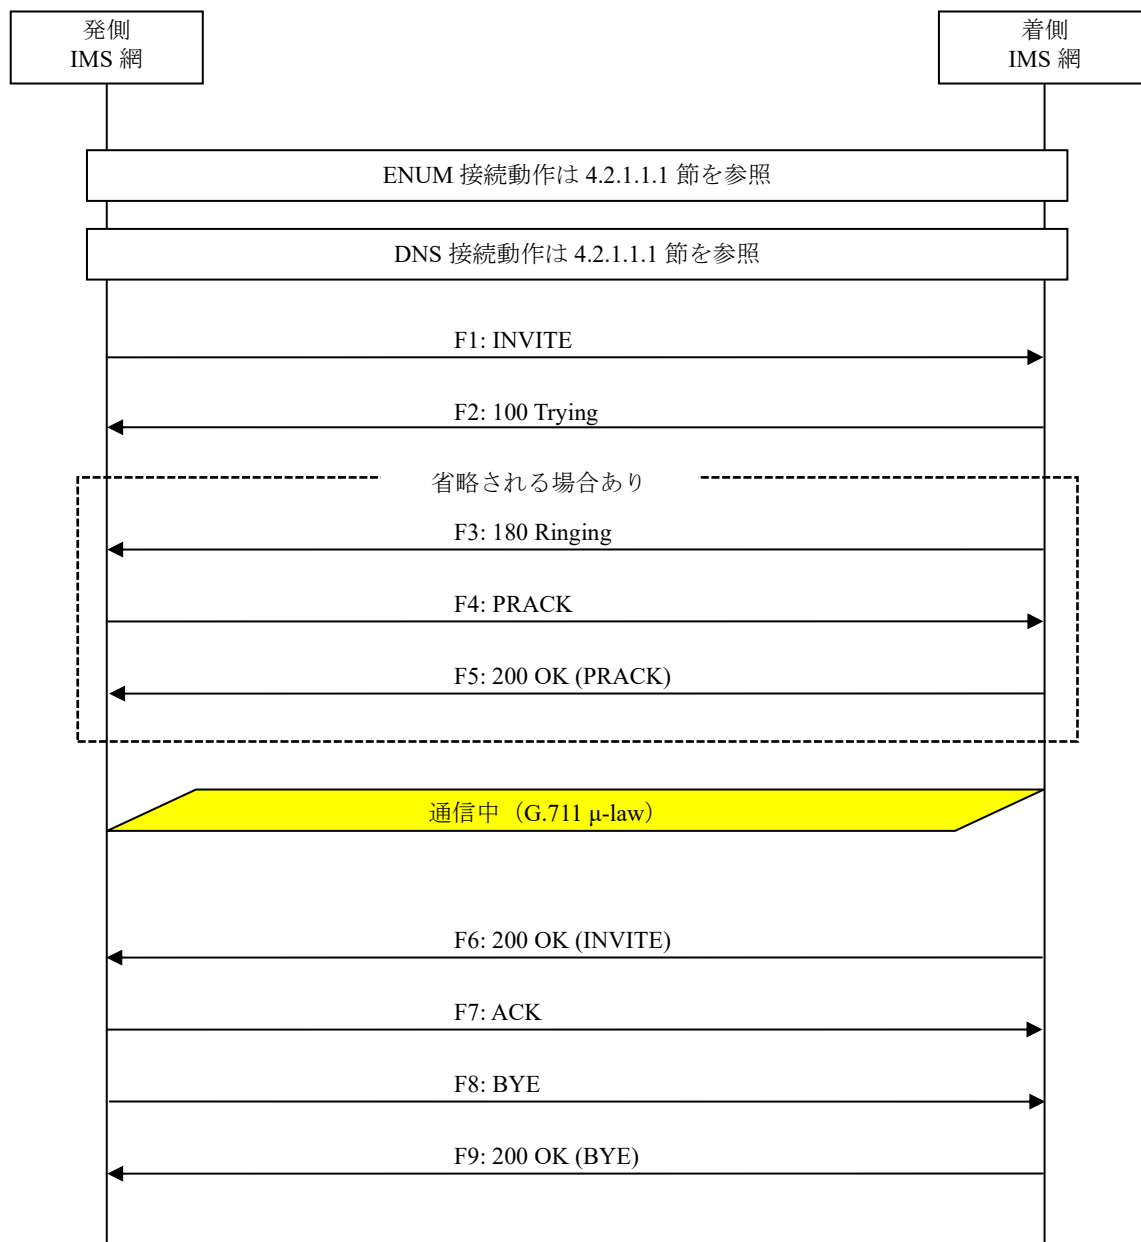 発側
IMS 網
着側
IMS 網
ENUM 接続動作は 4.2.1.1.1 節を参照
DNS 接続動作は 4.2.1.1.1 節を参照
F1: INVITE
F2: 100 Trying
省略される場合あり
F3: 180 Ringing
F4: PRACK
F5: 200 OK (PRACK)
通信中（G.711 μ-law）
F6: 200 OK (INVITE)
F7: ACK
F8: BYE
F9: 200 OK (BYE)